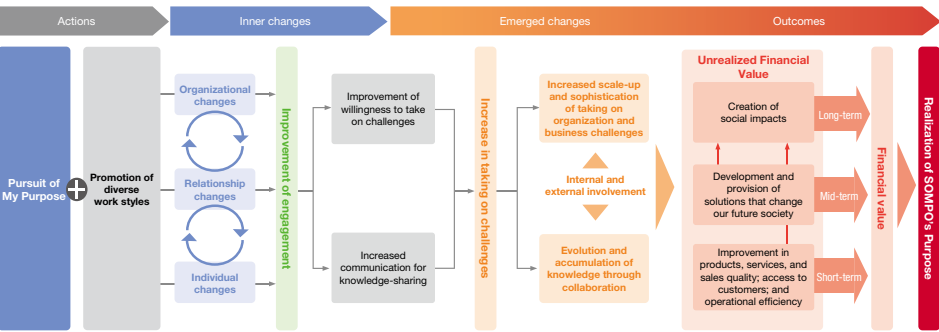 Actions
Inner changes
Emerged changes
Outcomes
Pursuit of
My Purpose
Promotion of
diverse
work styles
Organizational
changes
Relationship
changes
Individual
changes
Improvement of engagement
Improvement of
willingness to take
on challenges
Increased
communication for
knowledge-sharing
Increase in taking on challenges
Increased scale-up
and sophistication
of taking on
organization and
business challenges
Internal and
external involvement
Evolution and
accumulation of
knowledge through
collaboration
Unrealized Financial
Value
Creation of
social impacts
Development and
provision of
solutions that change
our future society
Improvement in
products, services, and
sales quality; access to
customers; and
operational efficiency
Long-term
Mid-term
Short-term
Financial value
Realization of SOMPO's Purpose